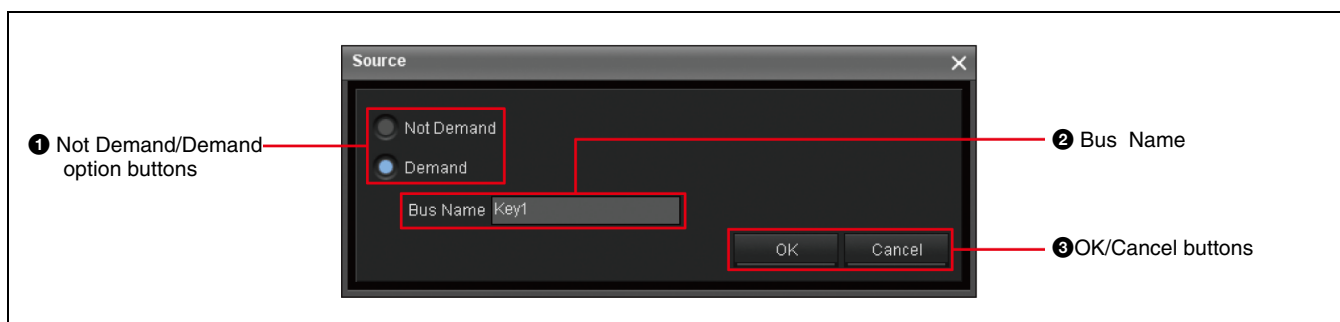 Source
❶ Not Demand/Demand
option buttons
Not Demand
Demand
❷ Bus Name
Bus Name Key1
OK Cancel
❸OK/Cancel buttons